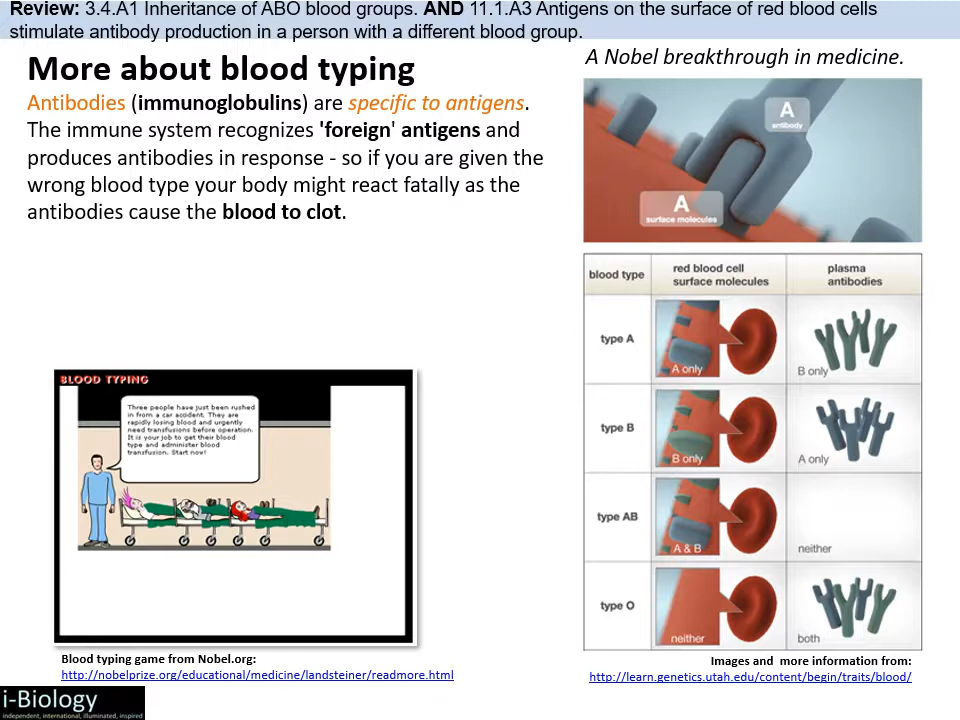 Review: 3.4.A1 Inheritance of ABO blood groups. AND 11.1.A3 Antigens on the surface of red blood cells
stimulate antibody production in a person with a different blood group.
More about blood typing
Antibodies (immunoglobulins) are specific to antigens.
The immune system recognizes 'foreign' antigens and
produces antibodies in response - so if you are given the
wrong blood type your body might react fatally as the
antibodies cause the blood to clot.
A Nobel breakthrough in medicine.
A
antibody
A
surface molecules
blood type
red blood cell
surface molecules
plasma
antibodies
type A
A only
B only
type B
B only
A only
type AB
A & B
neither
type O
neither
both
BLOOD TYPING
Three people have just been rushed
in from a car accident. They are
rapidly losing blood and urgently
need transfusions before operation.
It is your job to get their blood
type and administer blood
transfusion. Start now!
Blood typing game from Nobel.org:
http://nobelprize.org/educational/medicine/landsteiner/readmore.html
Images and more information from:
http://learn.genetics.utah.edu/content/begin/traits/blood/
i-Biology
independent, international, illuminated, inspired